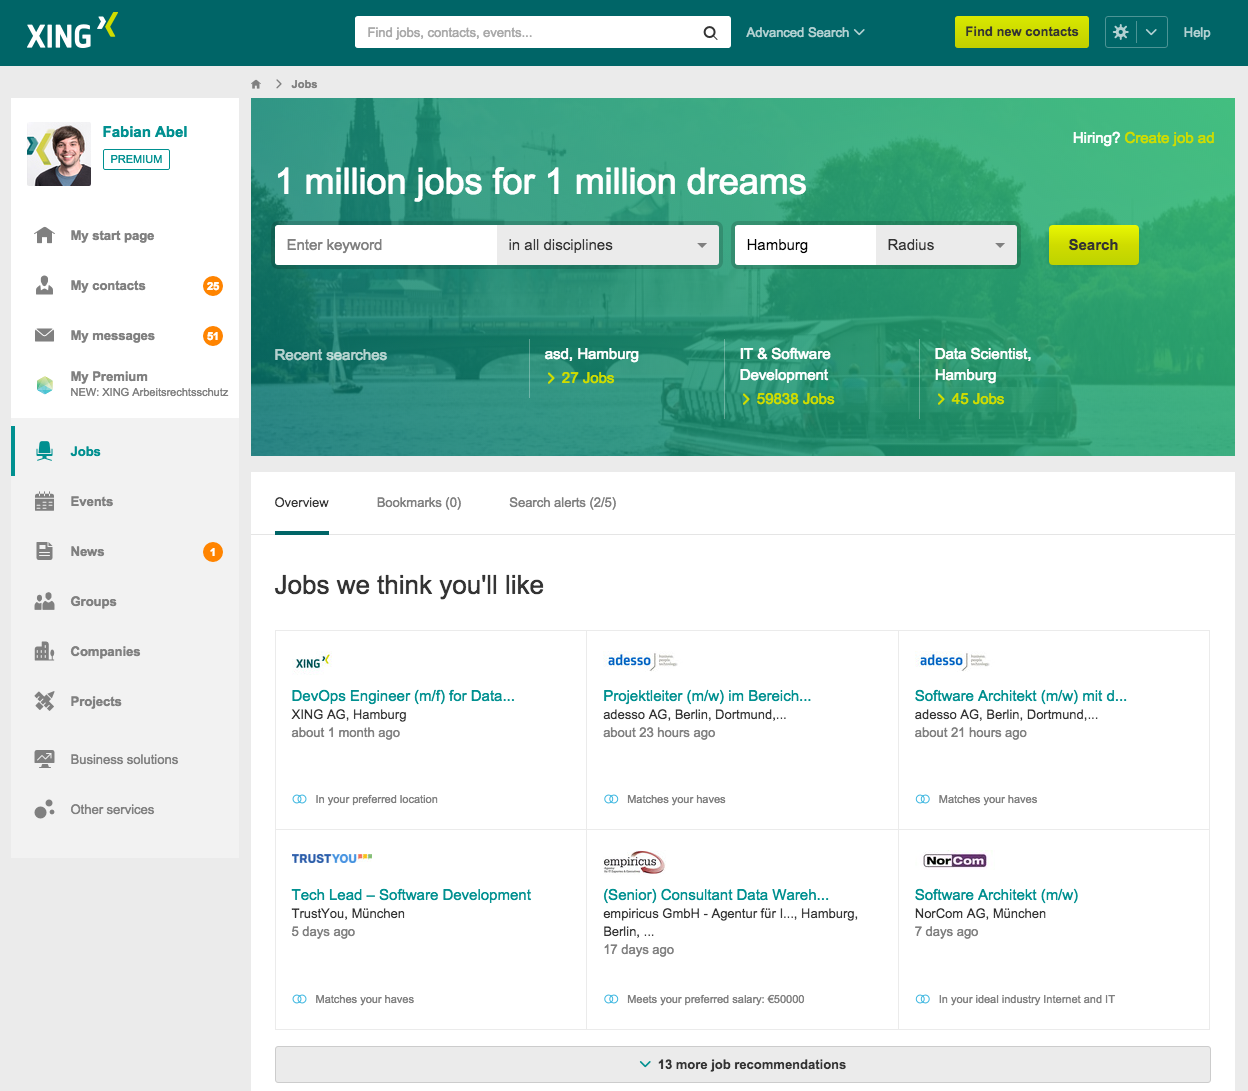 XING
Find jobs, contacts, events...
Advanced Search
Find new contacts
Help
Jobs
Fabian Abel
PREMIUM
My start page
My contacts
25
My messages
51
My Premium
NEW: XING Arbeitsrechtsschutz
Jobs
Events
News
1
Groups
Companies
Projects
Business solutions
Other services
Hiring? Create job ad
1 million jobs for 1 million dreams
Enter keyword
in all disciplines
Hamburg
Radius
Search
Recent searches
asd, Hamburg
27 Jobs
IT & Software
Development
59838 Jobs
Data Scientist,
Hamburg
45 Jobs
Overview
Bookmarks (0)
Search alerts (2/5)
Jobs we think you'll like
XING
DevOps Engineer (m/f) for Data...
XING AG, Hamburg
about 1 month ago
In your preferred location
adesso
Projektleiter (m/w) im Bereich...
adesso AG, Berlin, Dortmund,...
about 23 hours ago
Matches your haves
adesso
Software Architekt (m/w) mit d...
adesso AG, Berlin, Dortmund,...
about 21 hours ago
Matches your haves
TRUSTYOU
Tech Lead – Software Development
TrustYou, München
5 days ago
Matches your haves
empiricus
(Senior) Consultant Data Wareh...
empiricus GmbH - Agentur für I..., Hamburg,
Berlin, ...
17 days ago
Meets your preferred salary: €50000
NorCom
Software Architekt (m/w)
NorCom AG, München
7 days ago
In your ideal industry Internet and IT
13 more job recommendations